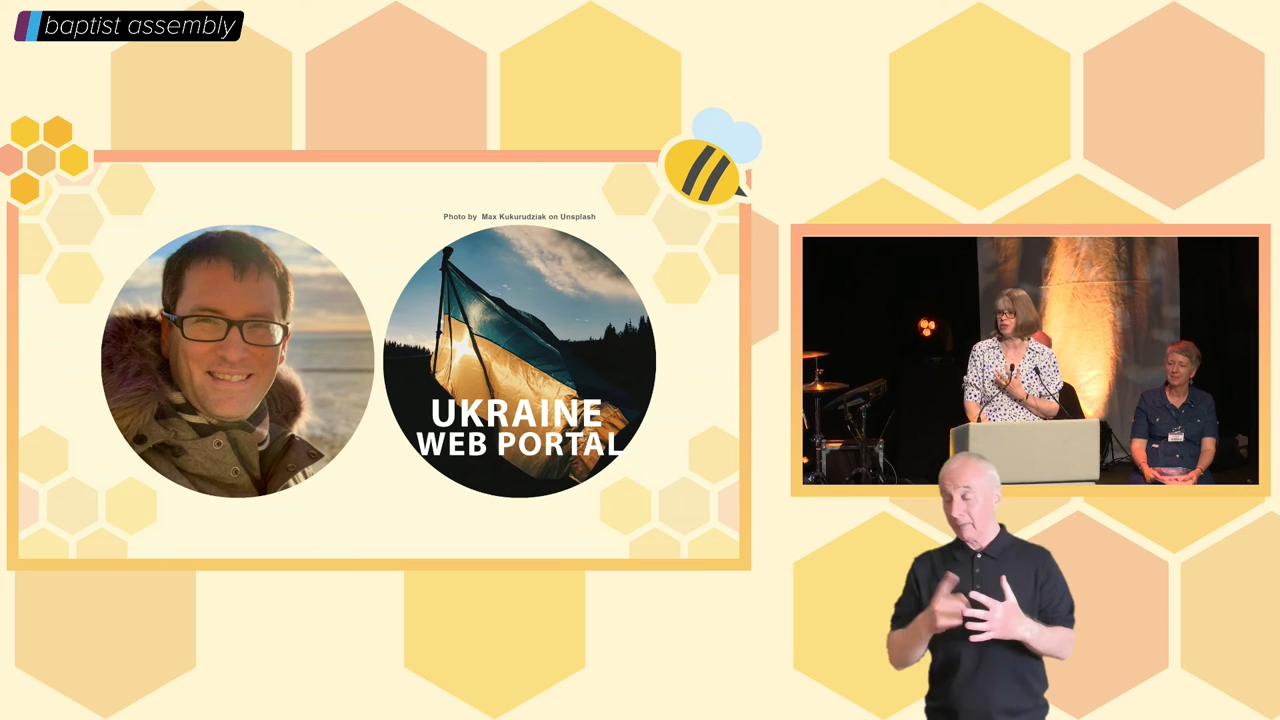 baptist assembly
Photo by Max Kukurudziak on Unsplash
UKRAINE
WEB PORTAL